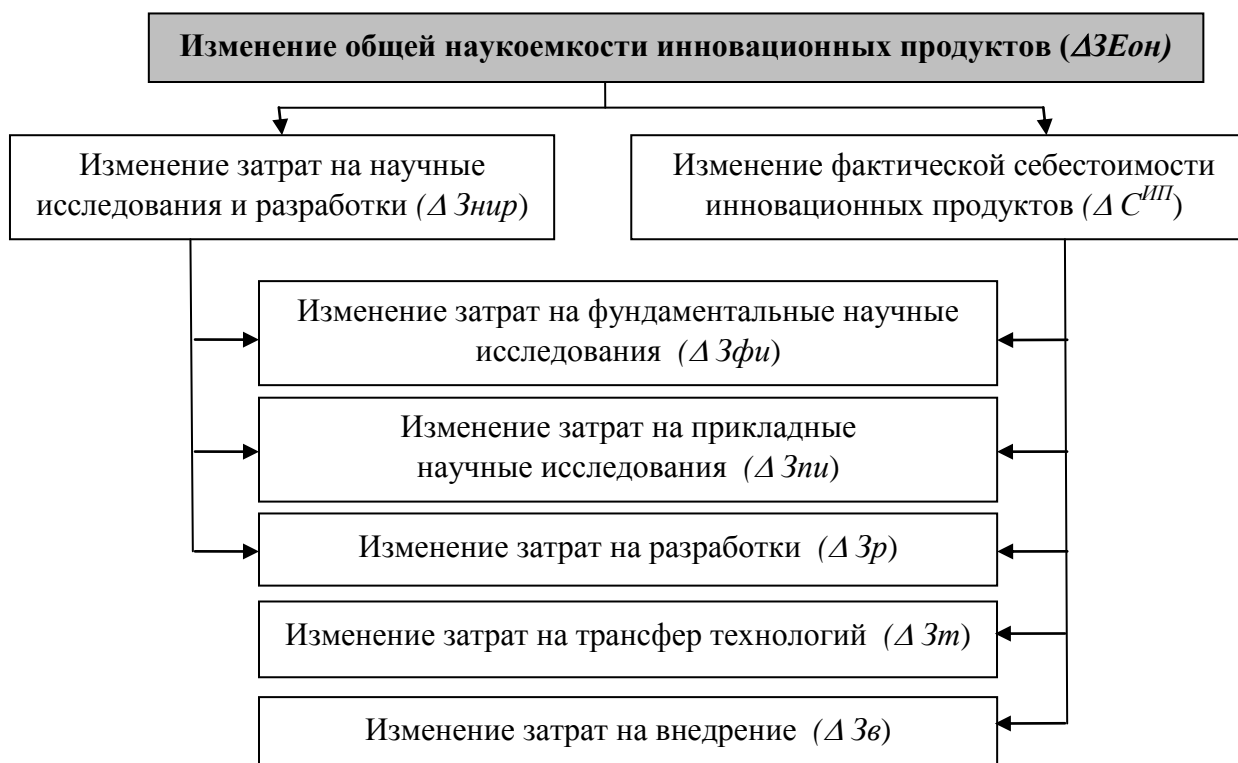 Изменение общей наукоемкости инновационных продуктов (ΔЗЕон)
Изменение затрат на научные
исследования и разработки (Δ Знир)
Изменение фактической себестоимости
инновационных продуктов (Δ С^ИП)
Изменение затрат на фундаментальные научные
исследования (Δ Зфи)
Изменение затрат на прикладные
научные исследования (Δ Зпи)
Изменение затрат на разработки (Δ Зр)
Изменение затрат на трансфер технологий (Δ Зт)
Изменение затрат на внедрение (Δ Зв)